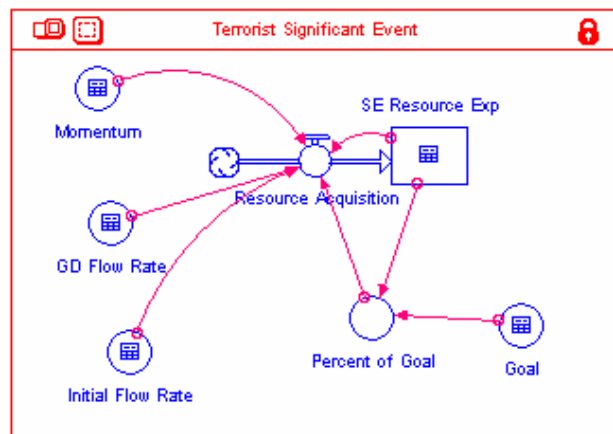 Terrorist Significant Event
SE Resource Exp
Momentum
Resource Acquisition
GD Flow Rate
Percent of Goal
Goal
Initial Flow Rate